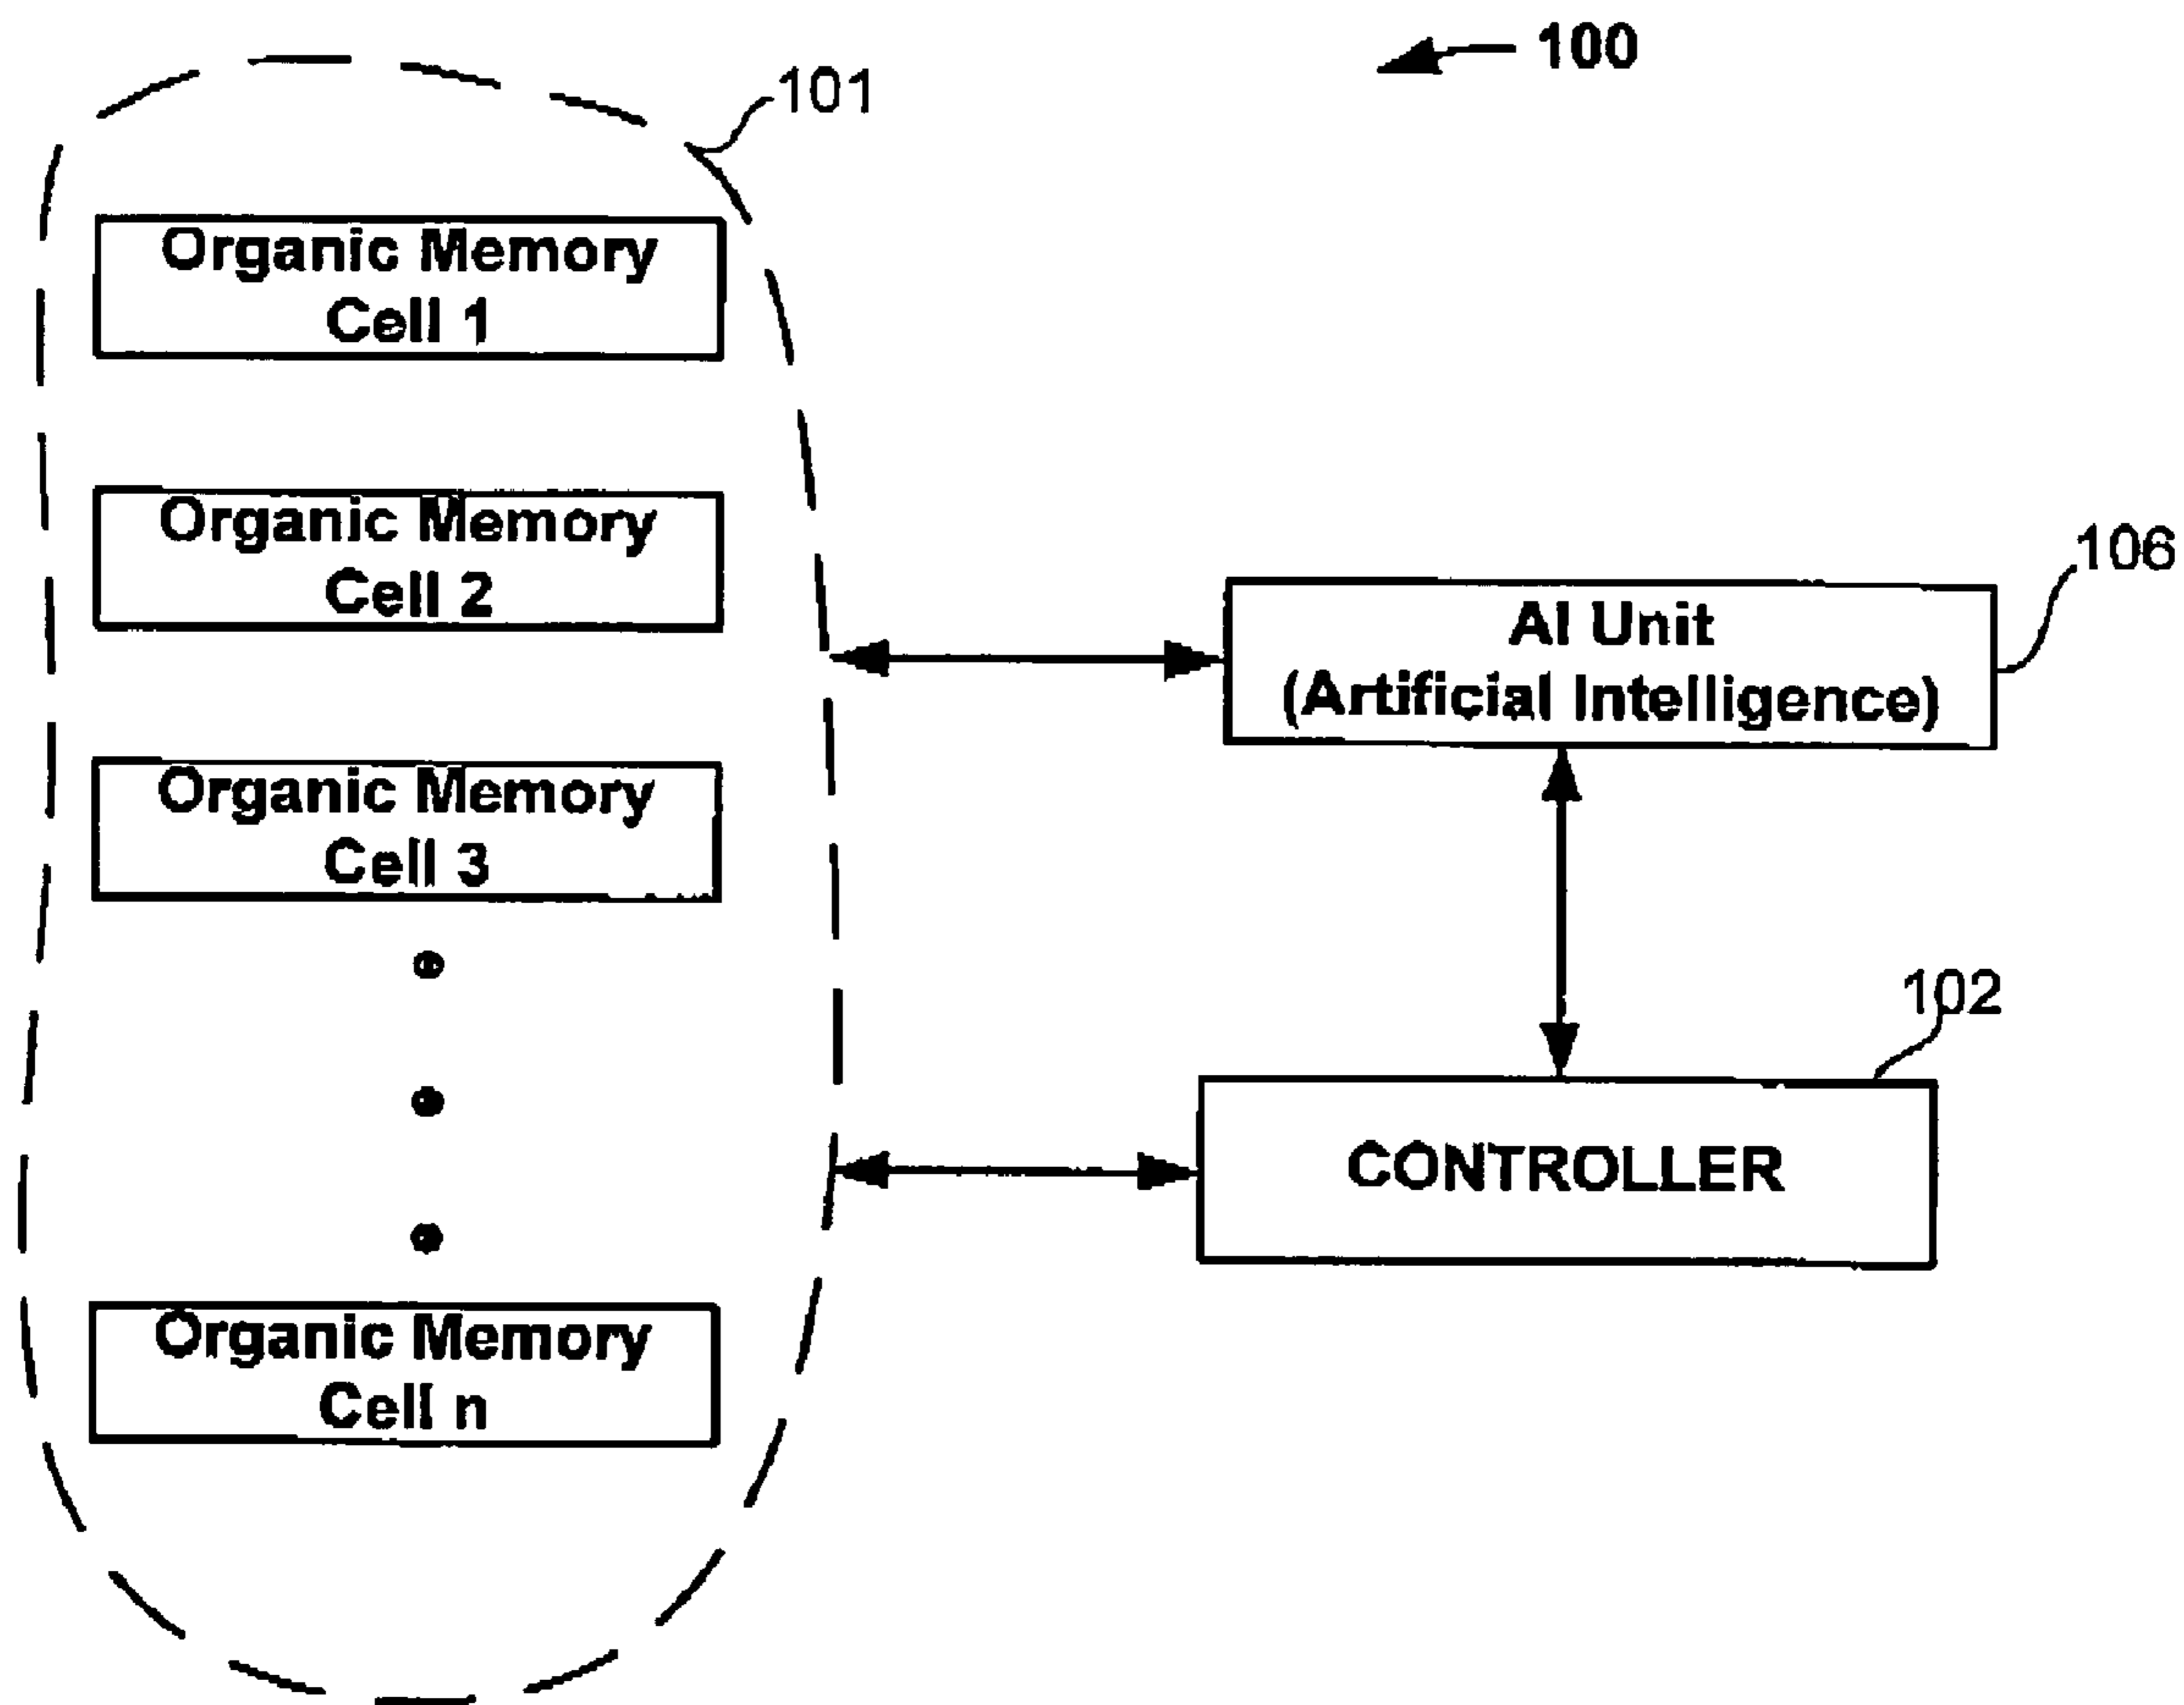 100
101
Organic Memory
Cell 1
Organic Memory
Cell 2
106
AI Unit
(Artificial Intelligence)
Organic Memory
Cell 3
102
CONTROLLER
Organic Memory
Cell n